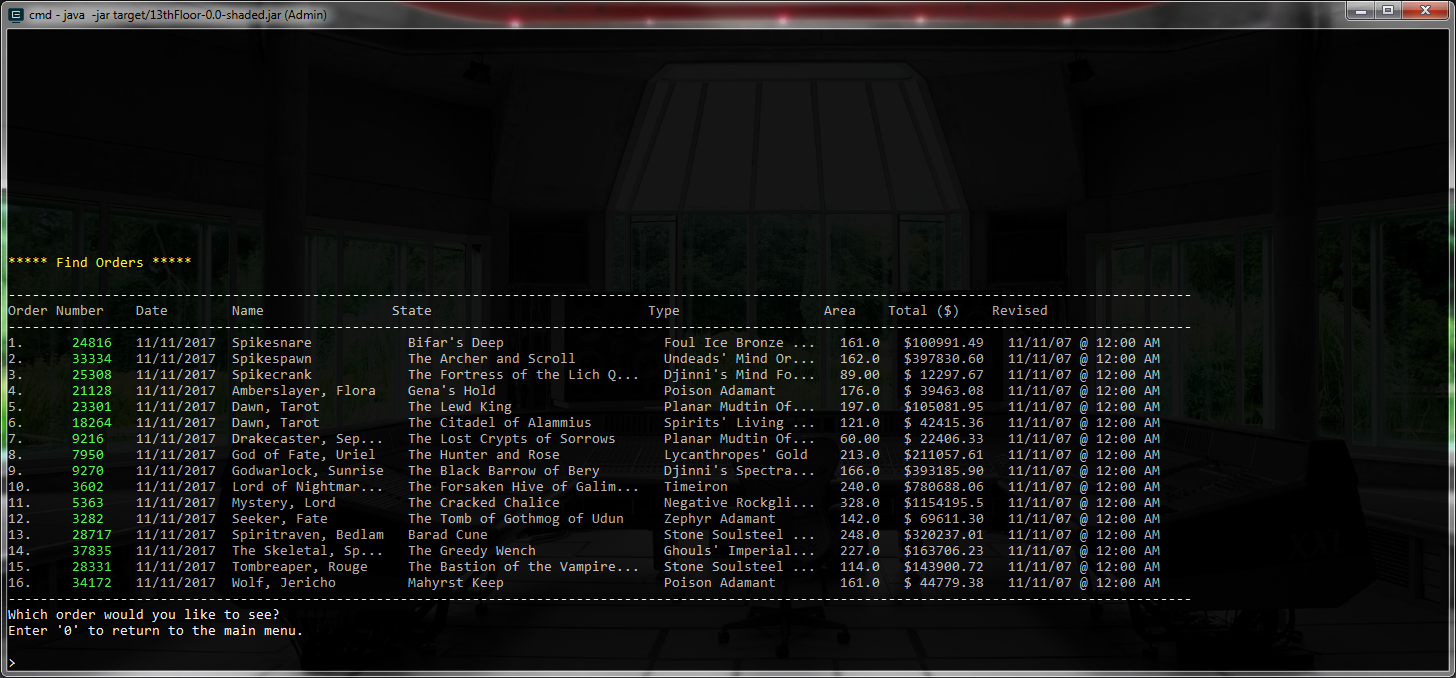 cmd - java -jar target/13thFloor-0.0-shaded.jar (Admin)
***** Find Orders *****
----------------------------------------------------------------------------------------------------------------------------------------------------
Order Number    Date        Name                State                      Type                  Area    Total ($)    Revised
----------------------------------------------------------------------------------------------------------------------------------------------------
1.      24816   11/11/2017  Spikesnare            Bifar's Deep                    Foul Ice Bronze ...   161.0   $100991.49   11/11/07 @ 12:00 AM
2.      33334   11/11/2017  Spikespawn            The Archer and Scroll           Undeads' Mind Or...   162.0   $397830.60   11/11/07 @ 12:00 AM
3.      25308   11/11/2017  Spikecrank            The Fortress of the Lich Q...   Djinni's Mind Fo...   89.00   $ 12297.67   11/11/07 @ 12:00 AM
4.      21128   11/11/2017  Amberslayer, Flora    Gena's Hold                     Poison Adamant        176.0   $ 39463.08   11/11/07 @ 12:00 AM
5.      23301   11/11/2017  Dawn, Tarot           The Lewd King                   Planar Mudtin Of...   197.0   $105081.95   11/11/07 @ 12:00 AM
6.      18264   11/11/2017  Dawn, Tarot           The Citadel of Alammius         Spirits' Living ...   121.0   $ 42415.36   11/11/07 @ 12:00 AM
7.      9216    11/11/2017  Drakecaster, Sep...   The Lost Crypts of Sorrows      Planar Mudtin Of...   60.00   $ 22406.33   11/11/07 @ 12:00 AM
8.      7950    11/11/2017  God of Fate, Uriel    The Hunter and Rose             Lycanthropes' Gold    213.0   $211057.61   11/11/07 @ 12:00 AM
9.      9270    11/11/2017  Godwarlock, Sunrise   The Black Barrow of Bery        Djinni's Spectra...   166.0   $393185.90   11/11/07 @ 12:00 AM
10.     3602    11/11/2017  Lord of Nightmar...   The Forsaken Hive of Galim...   Timeiron              240.0   $780688.06   11/11/07 @ 12:00 AM
11.     5363    11/11/2017  Mystery, Lord         The Cracked Chalice             Negative Rockgli...   328.0   $1154195.5   11/11/07 @ 12:00 AM
12.     3282    11/11/2017  Seeker, Fate          The Tomb of Gothmog of Udun     Zephyr Adamant        142.0   $ 69611.30   11/11/07 @ 12:00 AM
13.     28717   11/11/2017  Spiritraven, Bedlam   Barad Cune                      Stone Soulsteel ...   248.0   $320237.01   11/11/07 @ 12:00 AM
14.     37835   11/11/2017  The Skeletal, Sp...   The Greedy Wench                Ghouls' Imperial...   227.0   $163706.23   11/11/07 @ 12:00 AM
15.     28331   11/11/2017  Tombreaper, Rouge     The Bastion of the Vampire...   Stone Soulsteel ...   114.0   $143900.72   11/11/07 @ 12:00 AM
16.     34172   11/11/2017  Wolf, Jericho         Mahyrst Keep                    Poison Adamant        161.0   $ 44779.38   11/11/07 @ 12:00 AM
----------------------------------------------------------------------------------------------------------------------------------------------------
Which order would you like to see?
Enter '0' to return to the main menu.
>